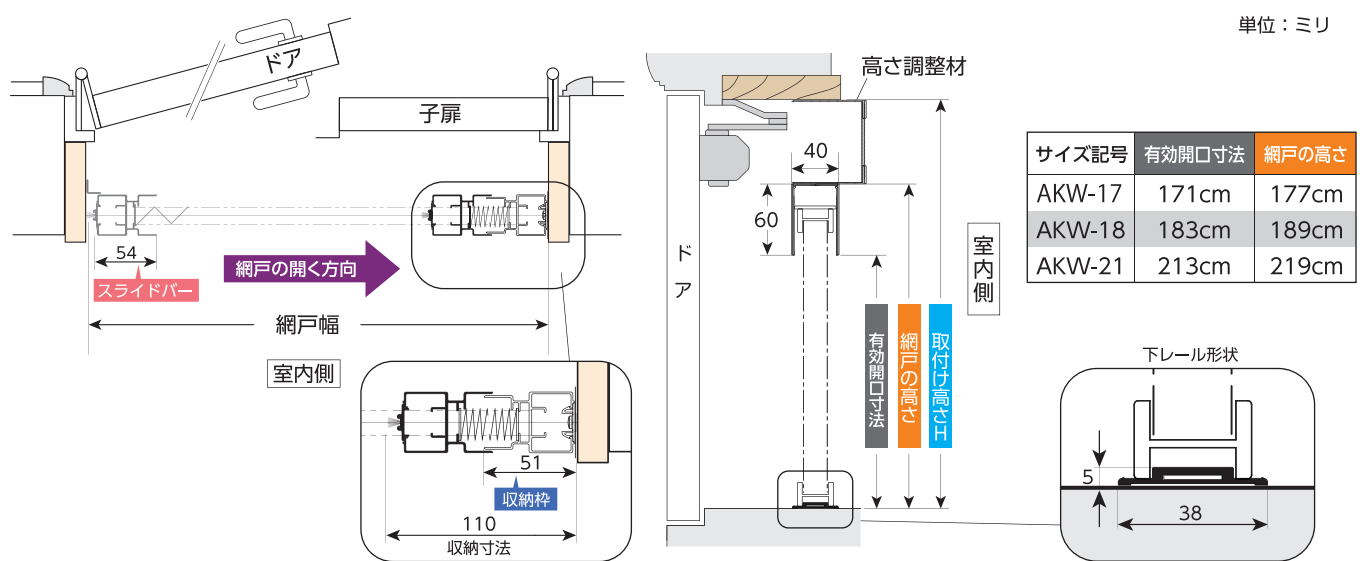 単位：ミリ
ドア
子扉
54
スライドバー
網戸の開く方向
網戸幅
室内側
51
収納枠
110
収納寸法
高さ調整材
40
60
ドア
室内側
有効開口寸法
網戸の高さ
取付け高さH
サイズ記号 有効開口寸法 網戸の高さ
AKW-17 171cm 177cm
AKW-18 183cm 189cm
AKW-21 213cm 219cm
下レール形状
5
38